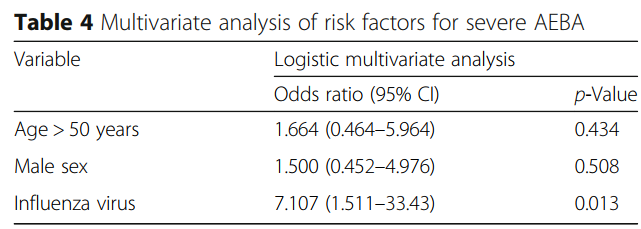 Table 4 Multivariate analysis of risk factors for severe AEBA
Variable Logistic multivariate analysis
Odds ratio (95% CI) p-Value
Age > 50 years 1.664 (0.464–5.964) 0.434
Male sex 1.500 (0.452–4.976) 0.508
Influenza virus 7.107 (1.511–33.43) 0.013